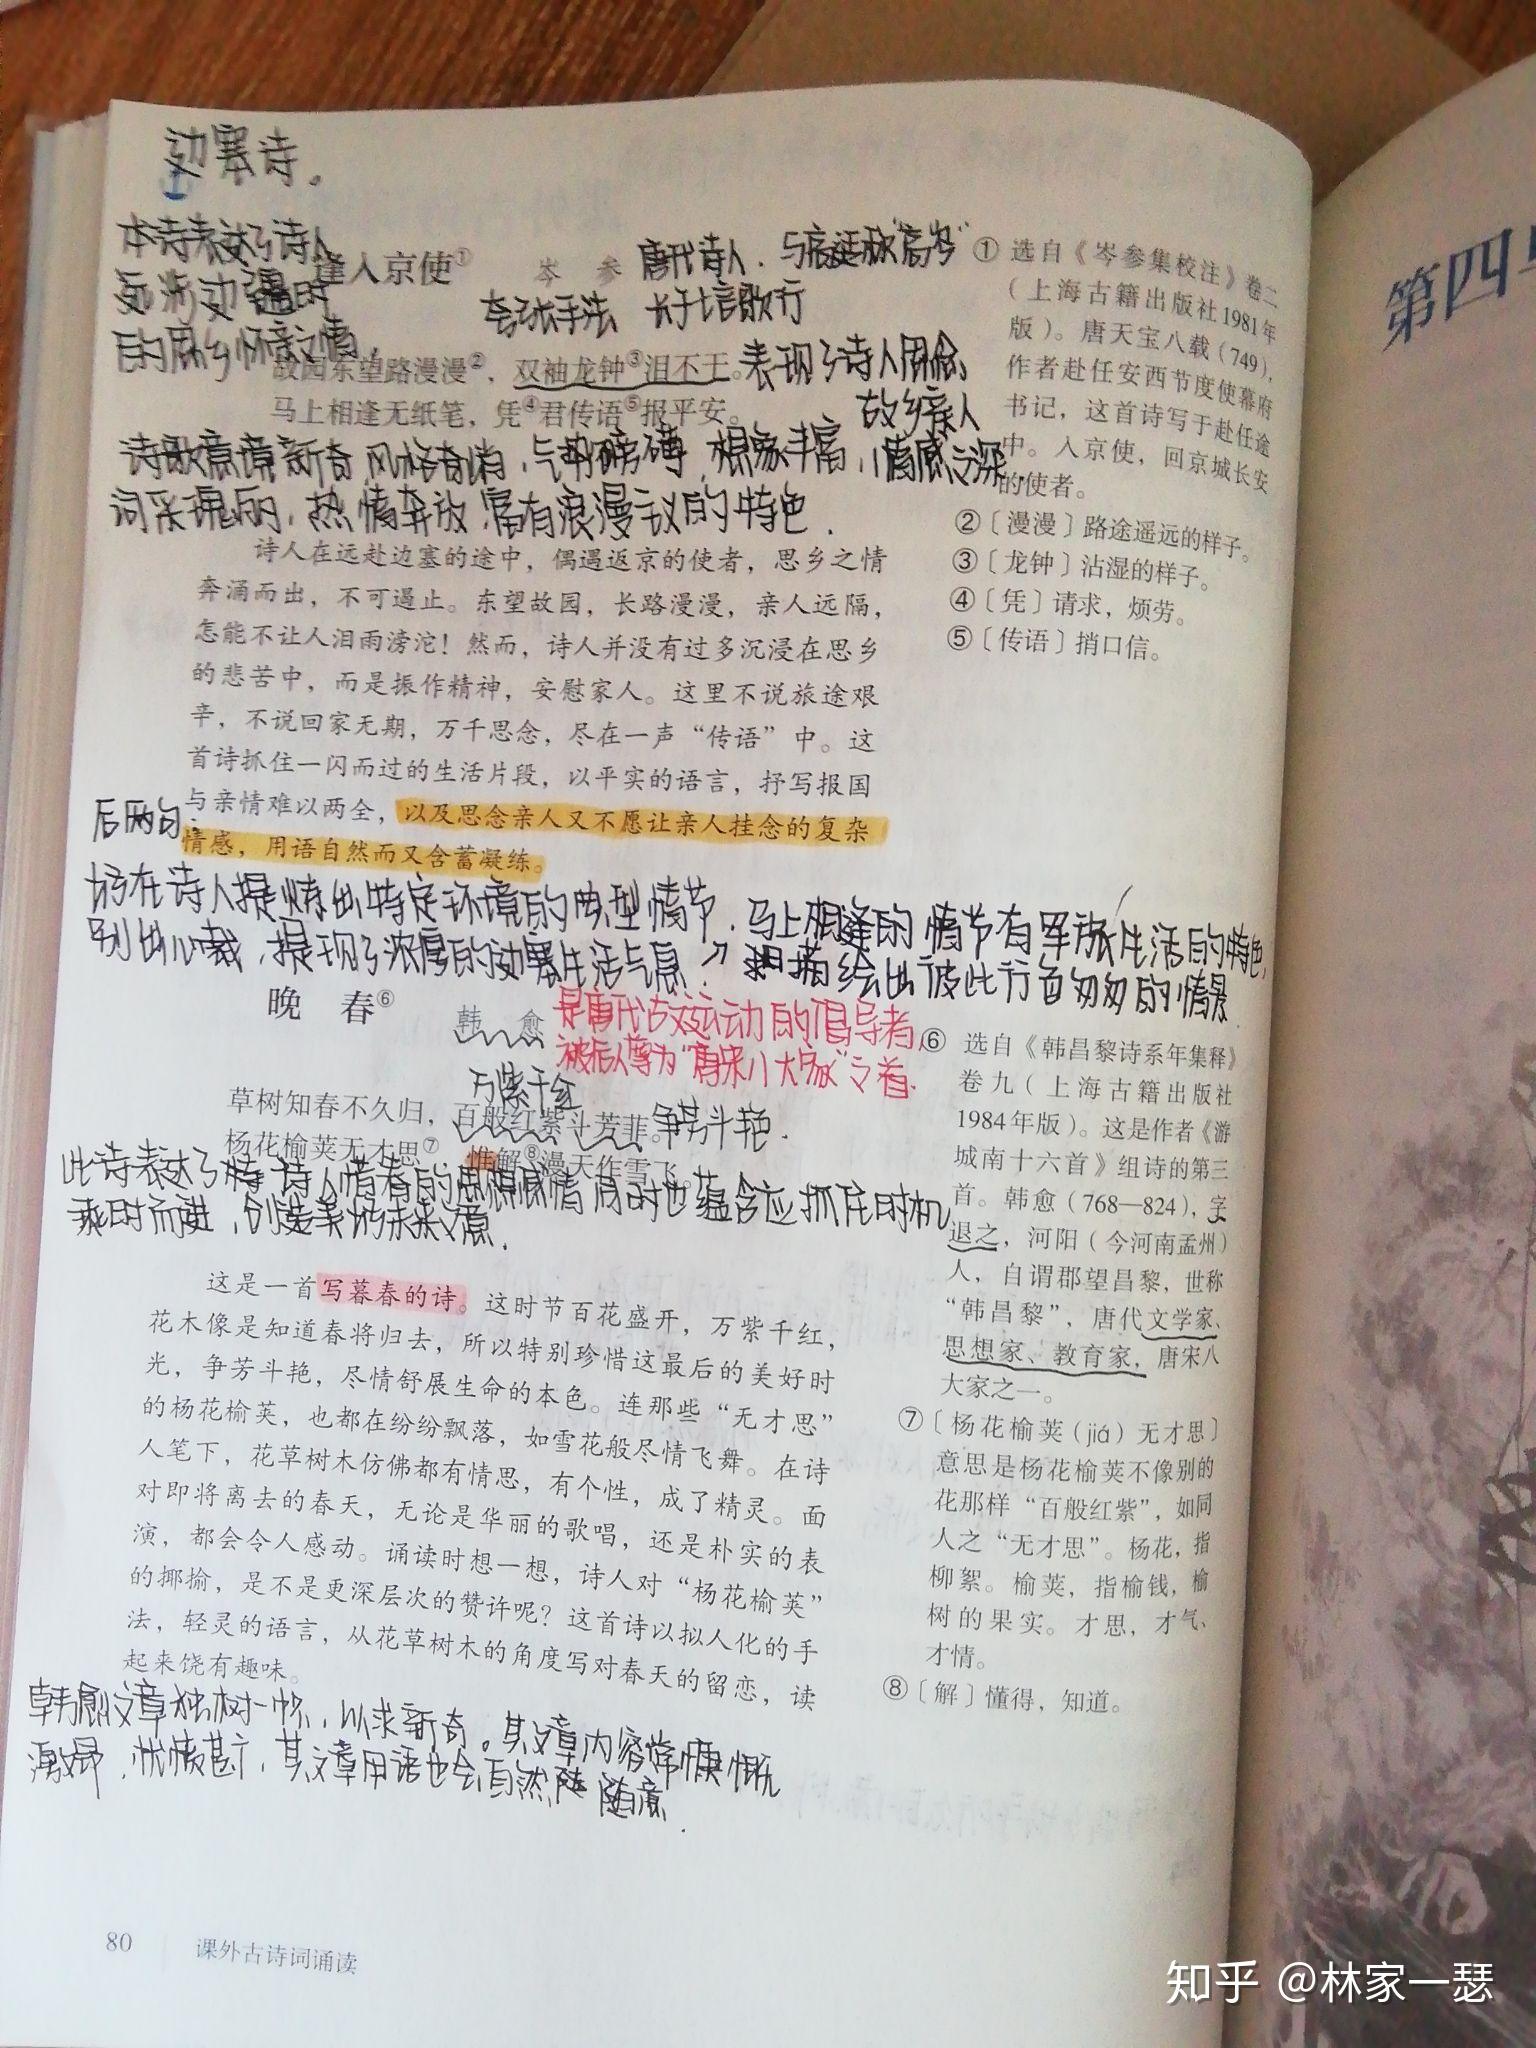 边塞诗。
本诗表达了诗人
远涉边疆时
的思乡怀亲之情。
逢人京使①
岑 参
唐代诗人．与高适称“高岑”
夸张手法 长于七言歌行
故园东望路漫漫②，双袖龙钟③泪不干。
表现了诗人思念
故乡亲人
马上相逢无纸笔，凭④君传语⑤报平安。
诗歌意境新奇，风格奇峭，气势磅礴，想象丰富，情感之深
词采瑰丽，热情奔放，富有浪漫主义的特色．
诗人在远赴边塞的途中，偶遇返京的使者，思乡之情
奔涌而出，不可遏止。东望故园，长路漫漫，亲人远隔，
怎能不让人泪雨滂沱！然而，诗人并没有过多沉浸在思乡
的悲苦中，而是振作精神，安慰家人。这里不说旅途艰
辛，不说回家无期，万千思念，尽在一声“传语”中。这
首诗抓住一闪而过的生活片段，以平实的语言，抒写报国
与亲情难以两全，以及思念亲人又不愿让亲人挂念的复杂
情感，用语自然而又含蓄凝练。
后两句：
妙在诗人提炼出特定环境的典型情节．马上相逢的情节有军旅生活的特色，
别出心裁，提现了浓厚的边塞生活气息．描绘出彼此行色匆匆的情景．
晚 春⑥
韩 愈
是唐代古文运动的倡导者，
被后人尊为“唐宋八大家”之首．
万紫千红
草树知春不久归，百般红紫斗芳菲。
争芳斗艳．
杨花榆荚无才思⑦，惟解⑧漫天作雪飞。
此诗表达了诗人惜春的思想感情 同时也蕴含应抓住时机
乘时而进，创造美好未来之意．
这是一首写暮春的诗。这时节百花盛开，万紫千红，
花木像是知道春将归去，所以特别珍惜这最后的美好时
光，争芳斗艳，尽情舒展生命的本色。连那些“无才思”
的杨花榆荚，也都在纷纷飘落，如雪花般尽情飞舞。在诗
人笔下，花草树木仿佛都有情思，有个性，成了精灵。面
对即将离去的春天，无论是华丽的歌唱，还是朴实的表
演，都会令人感动。诵读时想一想，诗人对“杨花榆荚”
的揶揄，是不是更深层次的赞许呢？这首诗以拟人化的手
法，轻灵的语言，从花草树木的角度写对春天的留恋，读
起来饶有趣味。
韩愈文章独树一帜，以求新奇。其文章内容常慷慨
激昂，忧愤甚广，其文章用语也会自然随意．
80 课外古诗词诵读
① 选自《岑参集校注》卷二
（上海古籍出版社1981年
版）。唐天宝八载（749），
作者赴任安西节度使幕府
书记，这首诗写于赴任途
中。入京使，回京城长安
的使者。
②〔漫漫〕路途遥远的样子。
③〔龙钟〕沾湿的样子。
④〔凭〕请求，烦劳。
⑤〔传语〕捎口信。
⑥ 选自《韩昌黎诗系年集释》
卷九（上海古籍出版社
1984年版）。这是作者《游
城南十六首》组诗的第三
首。韩愈（768—824），字
退之，河阳（今河南孟州）
人，自谓郡望昌黎，世称
“韩昌黎”，唐代文学家、
思想家、教育家，唐宋八
大家之一。
⑦〔杨花榆荚（jiá）无才思〕
意思是杨花榆荚不像别的
花那样“百般红紫”，如同
人之“无才思”。杨花，指
柳絮。榆荚，指榆钱，榆
树的果实。才思，才气、
才情。
⑧〔解〕懂得，知道。
第四
知乎 @林家一瑟